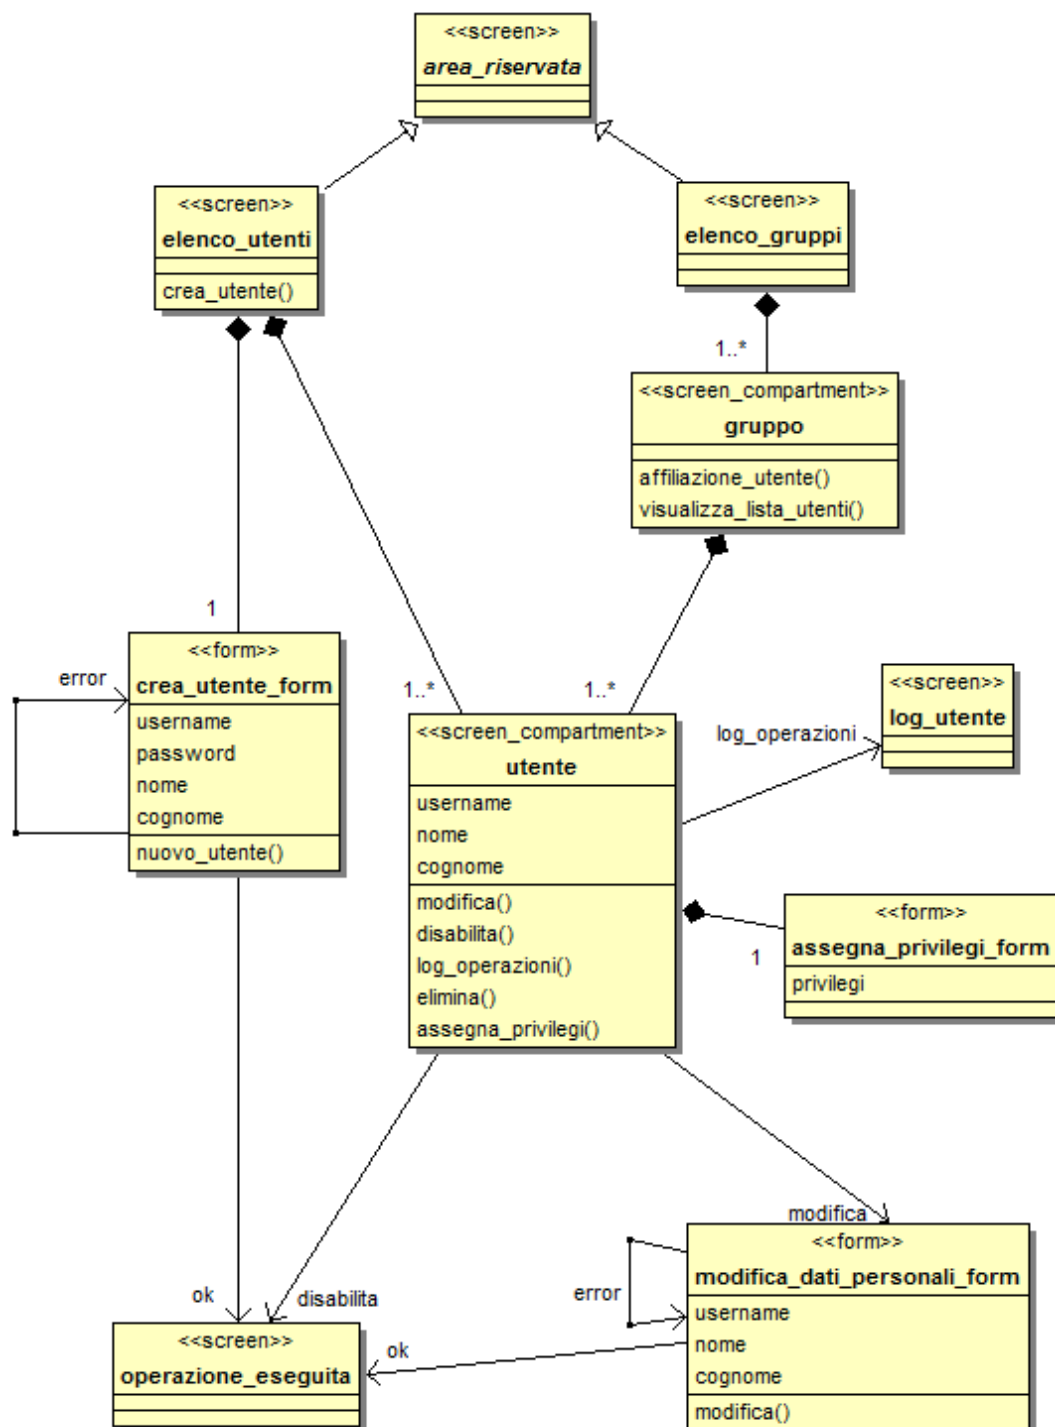 <<screen>>
area_riservata
<<screen>>
elenco_utenti
crea_utente()
<<screen>>
elenco_gruppi
1..*
<<screen_compartment>>
gruppo
affiliazione_utente()
visualizza_lista_utenti()
1
<<form>>
crea_utente_form
username
password
nome
cognome
nuovo_utente()
error
1..*
1..*
<<screen_compartment>>
utente
username
nome
cognome
modifica()
disabilita()
log_operazioni()
elimina()
assegna_privilegi()
log_operazioni
<<screen>>
log_utente
1
<<form>>
assegna_privilegi_form
privilegi
modifica
<<form>>
modifica_dati_personali_form
username
nome
cognome
modifica()
error
ok
disabilita
ok
<<screen>>
operazione_eseguita